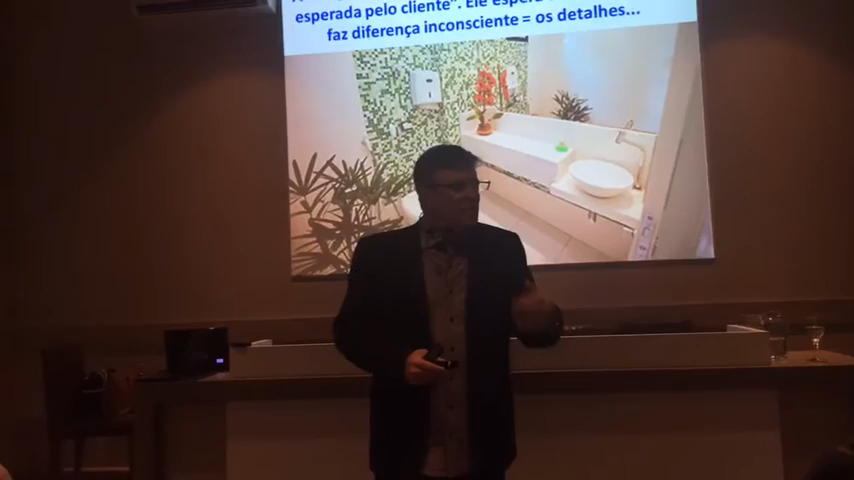 esperada pelo cliente". Ele espera
faz diferença inconsciente = os detalhes...